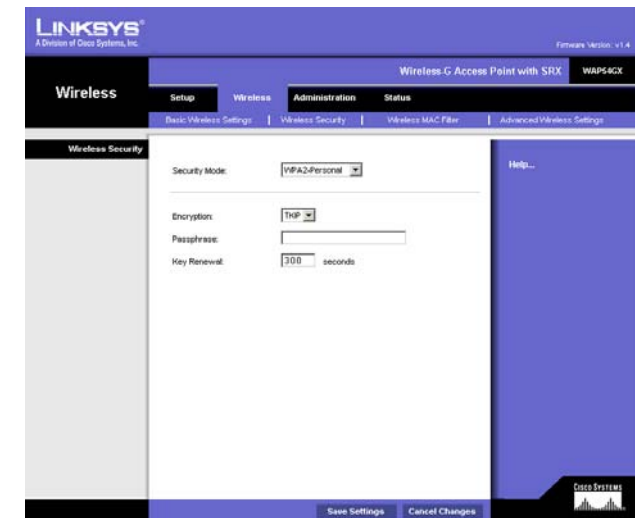 LINKSYS®
A Division of Cisco Systems, Inc.
Firmware Version: v1.4
Wireless-G Access Point with SRX WAP54GX
Wireless
Setup Wireless Administration Status
Basic Wireless Settings | Wireless Security | Wireless MAC Filter | Advanced Wireless Settings
Wireless Security
Help...
Security Mode: WPA2-Personal
Encryption: TKIP
Passphrase:
Key Renewal: 300 seconds
CISCO SYSTEMS
Save Settings Cancel Changes